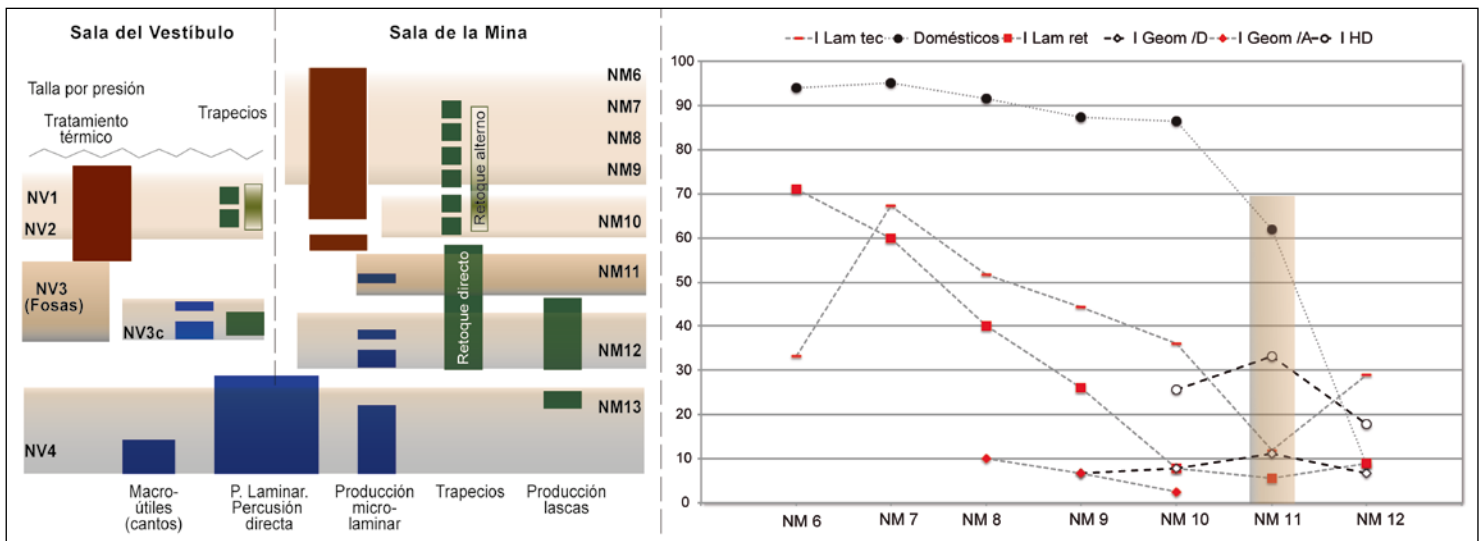 Sala del Vestíbulo
Sala de la Mina
Talla por presión
Tratamiento
térmico
Trapecios
NV1
NV2
NV3
(Fosas)
NV3c
NV4
NM6
NM7
NM8
NM9
NM10
NM11
NM12
NM13
Retoque alterno
Retoque directo
Macro-
útiles
(cantos)
P. Laminar.
Percusión
directa
Producción
micro-
laminar
Trapecios
Producción
lascas
I Lam tec
Domésticos
I Lam ret
I Geom /D
I Geom /A
I HD
100
90
80
70
60
50
40
30
20
10
0
NM 6
NM 7
NM 8
NM 9
NM 10
NM 11
NM 12